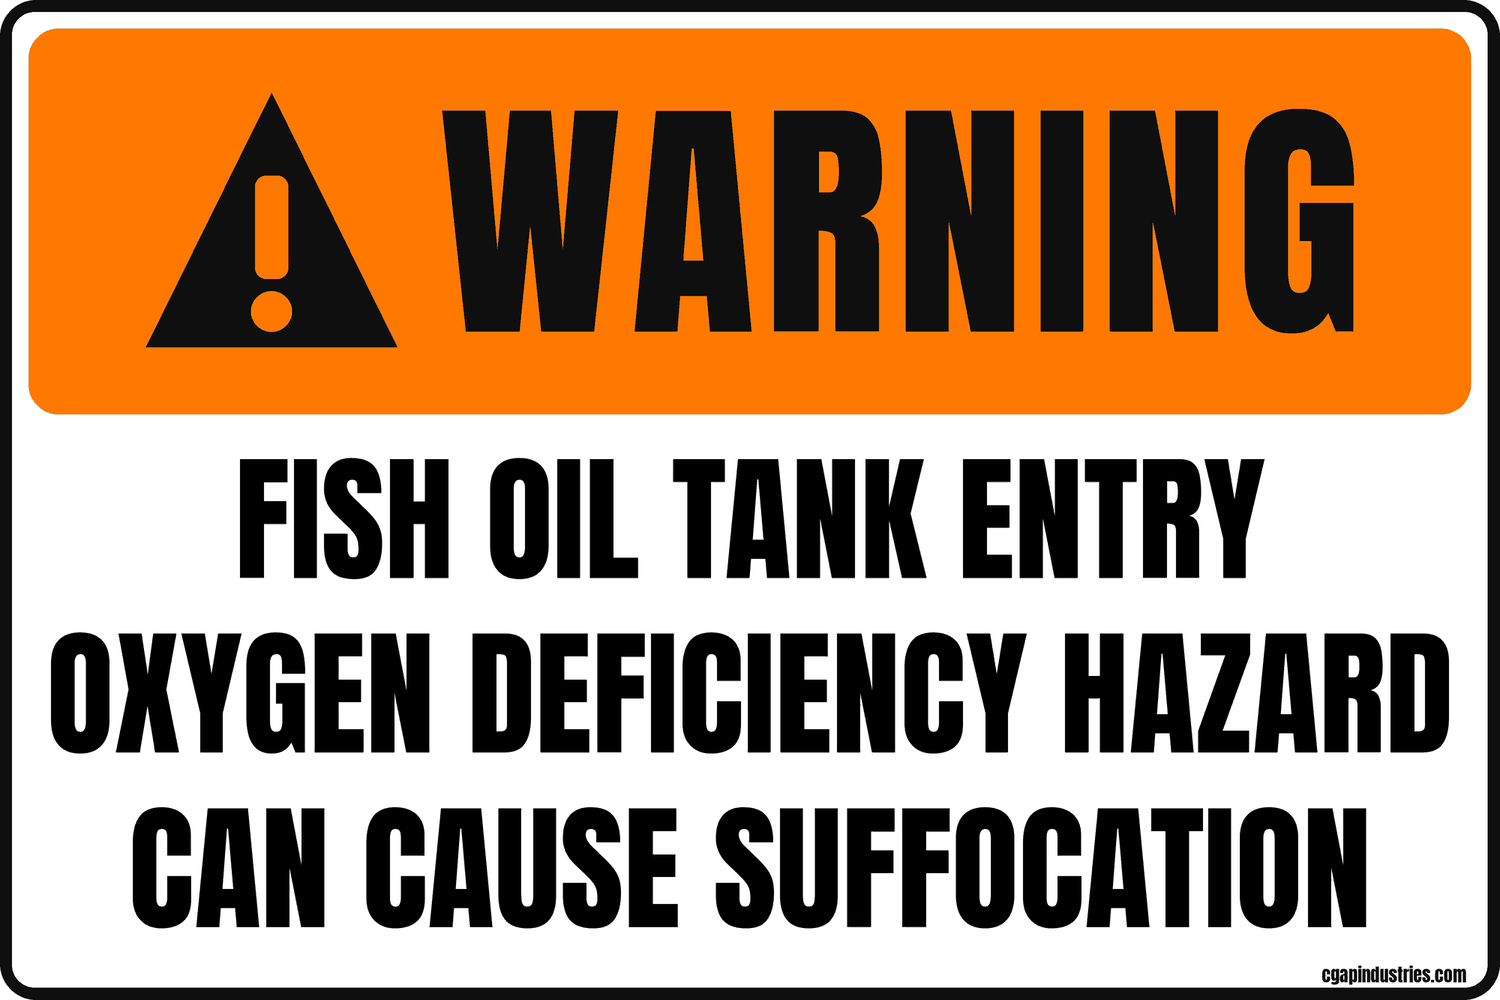 WARNING
FISH OIL TANK ENTRY
OXYGEN DEFICIENCY HAZARD
CAN CAUSE SUFFOCATION
cgapindustries.com